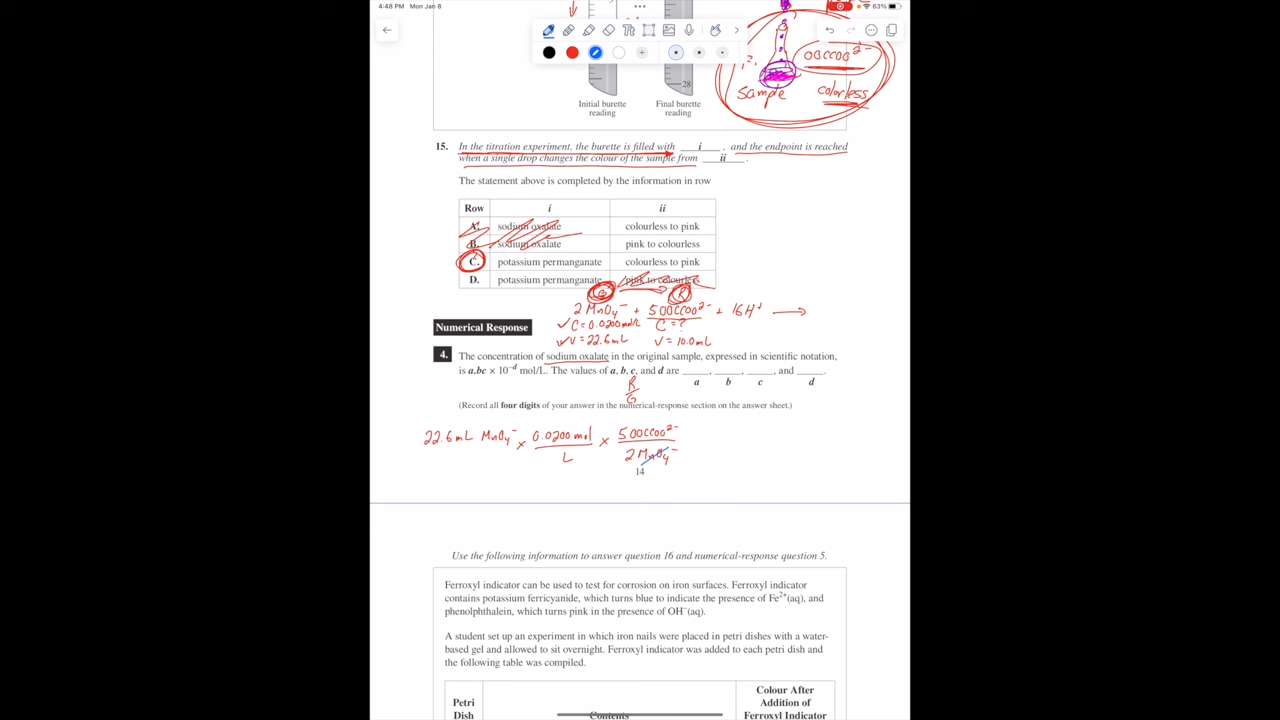 4:48 PM Mon Jan 8
63%
28
Initial burette reading
Final burette reading
OOCCOO²⁻
Sample
colorless
15. In the titration experiment, the burette is filled with ___i___, and the endpoint is reached
when a single drop changes the colour of the sample from ___ii___.
The statement above is completed by the information in row
Row i ii
A. sodium oxalate colourless to pink
B. sodium oxalate pink to colourless
C. potassium permanganate colourless to pink
D. potassium permanganate pink to colourless
G R
2 MnO₄⁻ + 5OOCCOO²⁻ + 16H⁺ →
✓C = 0.0200mol/L C = ?
✓V = 22.6mL V = 10.0mL
Numerical Response
4. The concentration of sodium oxalate in the original sample, expressed in scientific notation,
is a.bc × 10⁻ᵈ mol/L. The values of a, b, c, and d are ____, ____, ____, and ____.
a b c d
R
G
(Record all four digits of your answer in the numerical-response section on the answer sheet.)
22.6mL MnO₄⁻ × 0.0200 mol / L × 5OOCCOO²⁻ / 2 MnO₄⁻
14
Use the following information to answer question 16 and numerical-response question 5.
Ferroxyl indicator can be used to test for corrosion on iron surfaces. Ferroxyl indicator
contains potassium ferricyanide, which turns blue to indicate the presence of Fe²⁺(aq), and
phenolphthalein, which turns pink in the presence of OH⁻(aq).
A student set up an experiment in which iron nails were placed in petri dishes with a water-
based gel and allowed to sit overnight. Ferroxyl indicator was added to each petri dish and
the following table was compiled.
Petri Dish
Contents
Colour After Addition of Ferroxyl Indicator